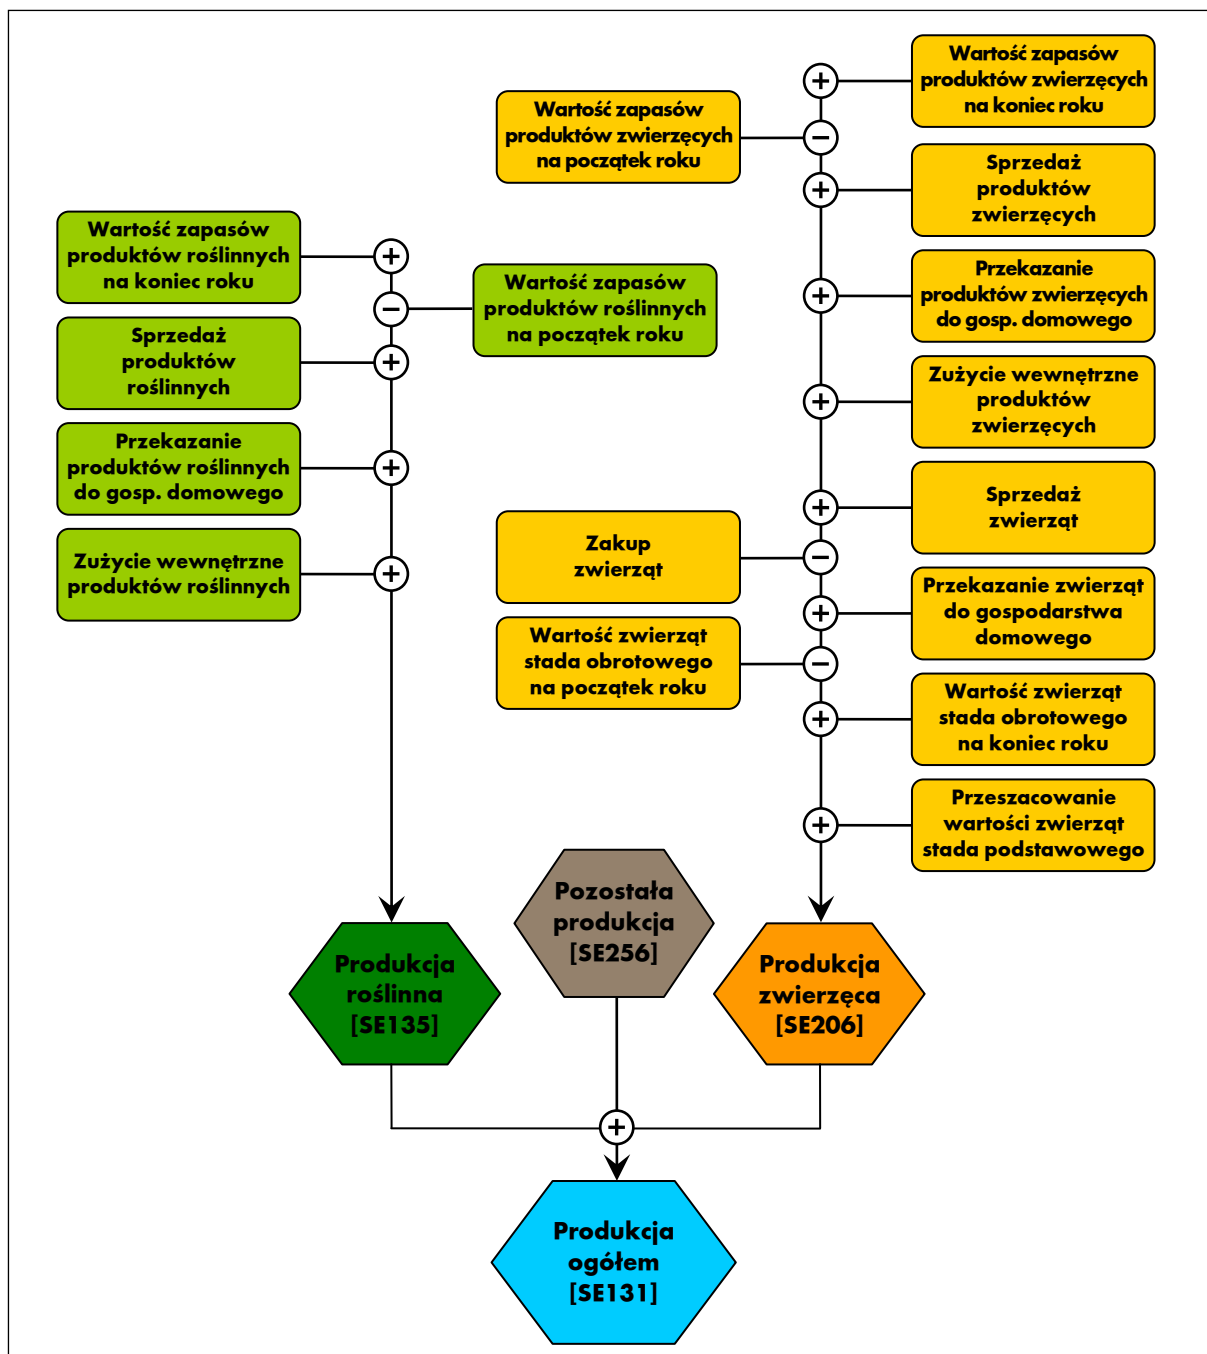 Wartość zapasów
produktów zwierzęcych
na koniec roku
+
Wartość zapasów
produktów zwierzęcych
na początek roku
−
Sprzedaż
produktów
zwierzęcych
+
Przekazanie
produktów zwierzęcych
do gosp. domowego
+
Zużycie wewnętrzne
produktów
zwierzęcych
+
Sprzedaż
zwierząt
+
Zakup
zwierząt
−
Przekazanie zwierząt
do gospodarstwa
domowego
+
Wartość zwierząt
stada obrotowego
na początek roku
−
Wartość zwierząt
stada obrotowego
na koniec roku
+
Przeszacowanie
wartości zwierząt
stada podstawowego
+
Wartość zapasów
produktów roślinnych
na koniec roku
+
Wartość zapasów
produktów roślinnych
na początek roku
−
Sprzedaż
produktów
roślinnych
+
Przekazanie
produktów roślinnych
do gosp. domowego
+
Zużycie wewnętrzne
produktów roślinnych
+
Pozostała
produkcja
[SE256]
Produkcja
roślinna
[SE135]
Produkcja
zwierzęca
[SE206]
+
Produkcja
ogółem
[SE131]